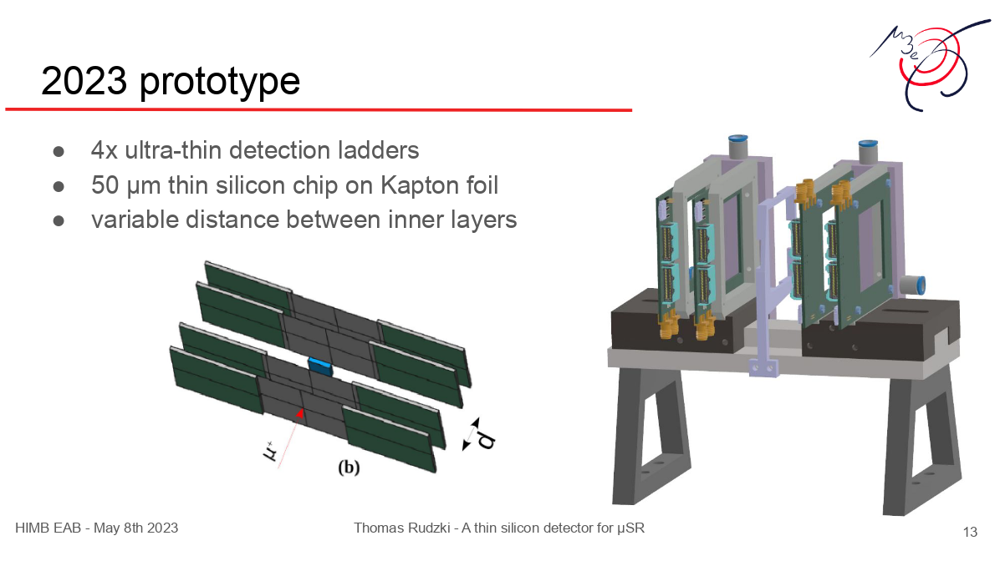 μ3e
2023 prototype
● 4x ultra-thin detection ladders
● 50 μm thin silicon chip on Kapton foil
● variable distance between inner layers
μ⁺
d
(b)
HIMB EAB - May 8th 2023
Thomas Rudzki - A thin silicon detector for μSR
13